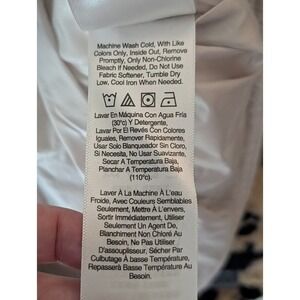 Machine Wash Cold, With Like
Colors Only, Inside Out, Remove
Promptly, Only Non-Chlorine
Bleach If Needed, Do Not Use
Fabric Softener, Tumble Dry
Low. Cool Iron When Needed.
Lavar En Máquina Con Agua Fría
(30°c) Y Detergente,
Lavar Por El Revés Con Colores
Iguales, Remover Rapidamente,
Usar Solo Blanqueador Sin Cloro,
Si Necesita, No Usar Suavizante,
Secar A Temperatura Baja,
Planchar A Temperatura Baja
(110°c).
Laver À La Machine À L'eau
Froide, Avec Couleurs Semblables
Seulement, Mettre À L'envers,
Sortir Immédiatement, Utiliser
Seulement Un Agent De,
Blanchiment Non Chloré Au
Besoin, Ne Pas Utiliser
D'assouplisseur, Sécher Par
Culbutage À basse Température,
Repasserà Basse Température Au
Besoin.